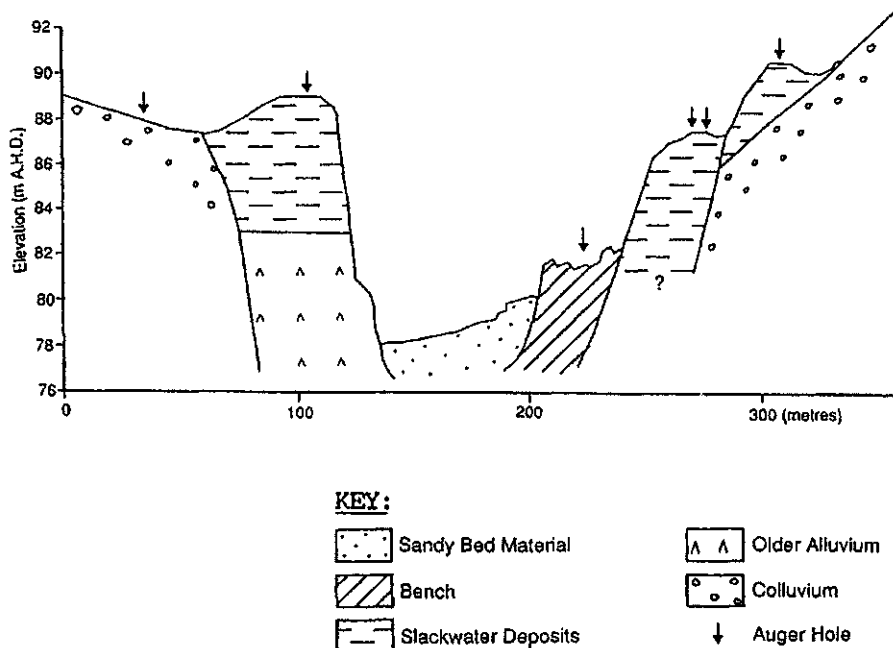 92
90
88
86
84
82
80
78
76
Elevation (m A.H.D.)
?
0
100
200
300 (metres)
KEY:
Sandy Bed Material
Older Alluvium
Bench
Colluvium
Slackwater Deposits
Auger Hole